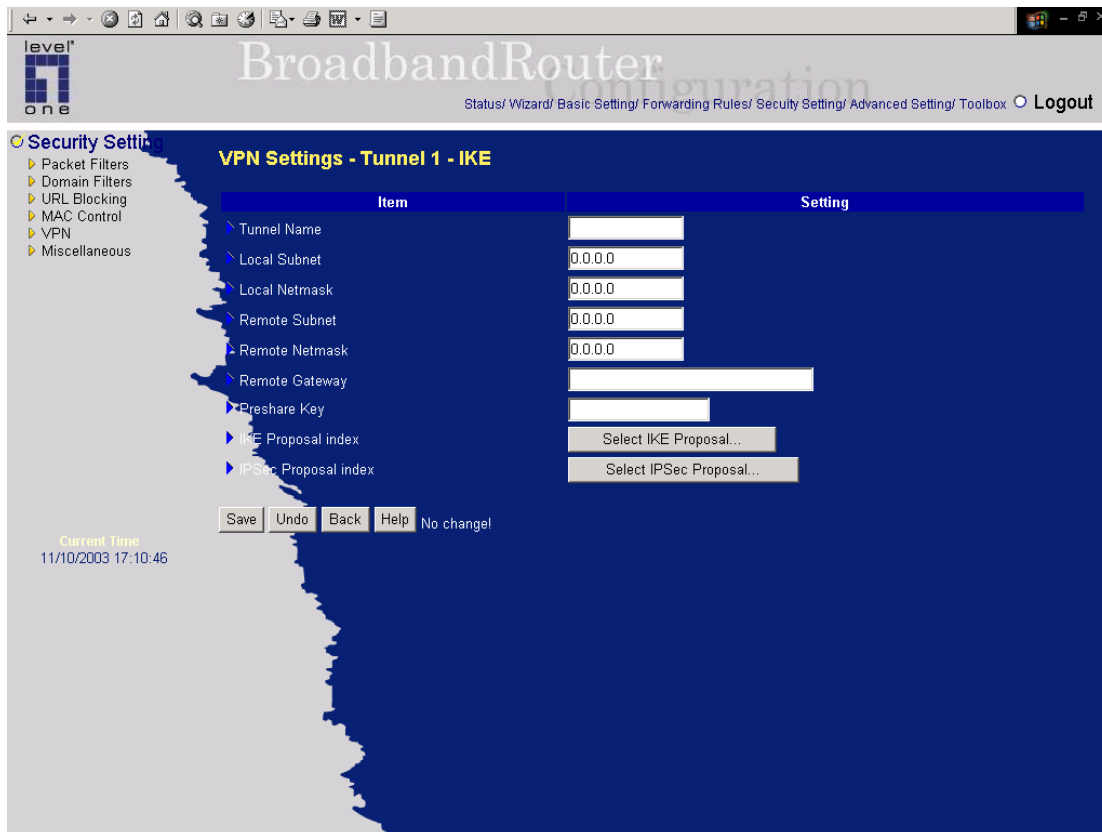 level
one
BroadbandRouter
Configuration
Status/ Wizard/ Basic Setting/ Forwarding Rules/ Secuity Setting/ Advanced Setting/ Toolbox Logout
Security Setting
Packet Filters
Domain Filters
URL Blocking
MAC Control
VPN
Miscellaneous
Current Time
11/10/2003 17:10:46
VPN Settings - Tunnel 1 - IKE
Item Setting
Tunnel Name
Local Subnet 0.0.0.0
Local Netmask 0.0.0.0
Remote Subnet 0.0.0.0
Remote Netmask 0.0.0.0
Remote Gateway
Preshare Key
IKE Proposal index Select IKE Proposal...
IPSec Proposal index Select IPSec Proposal...
Save Undo Back Help No change!